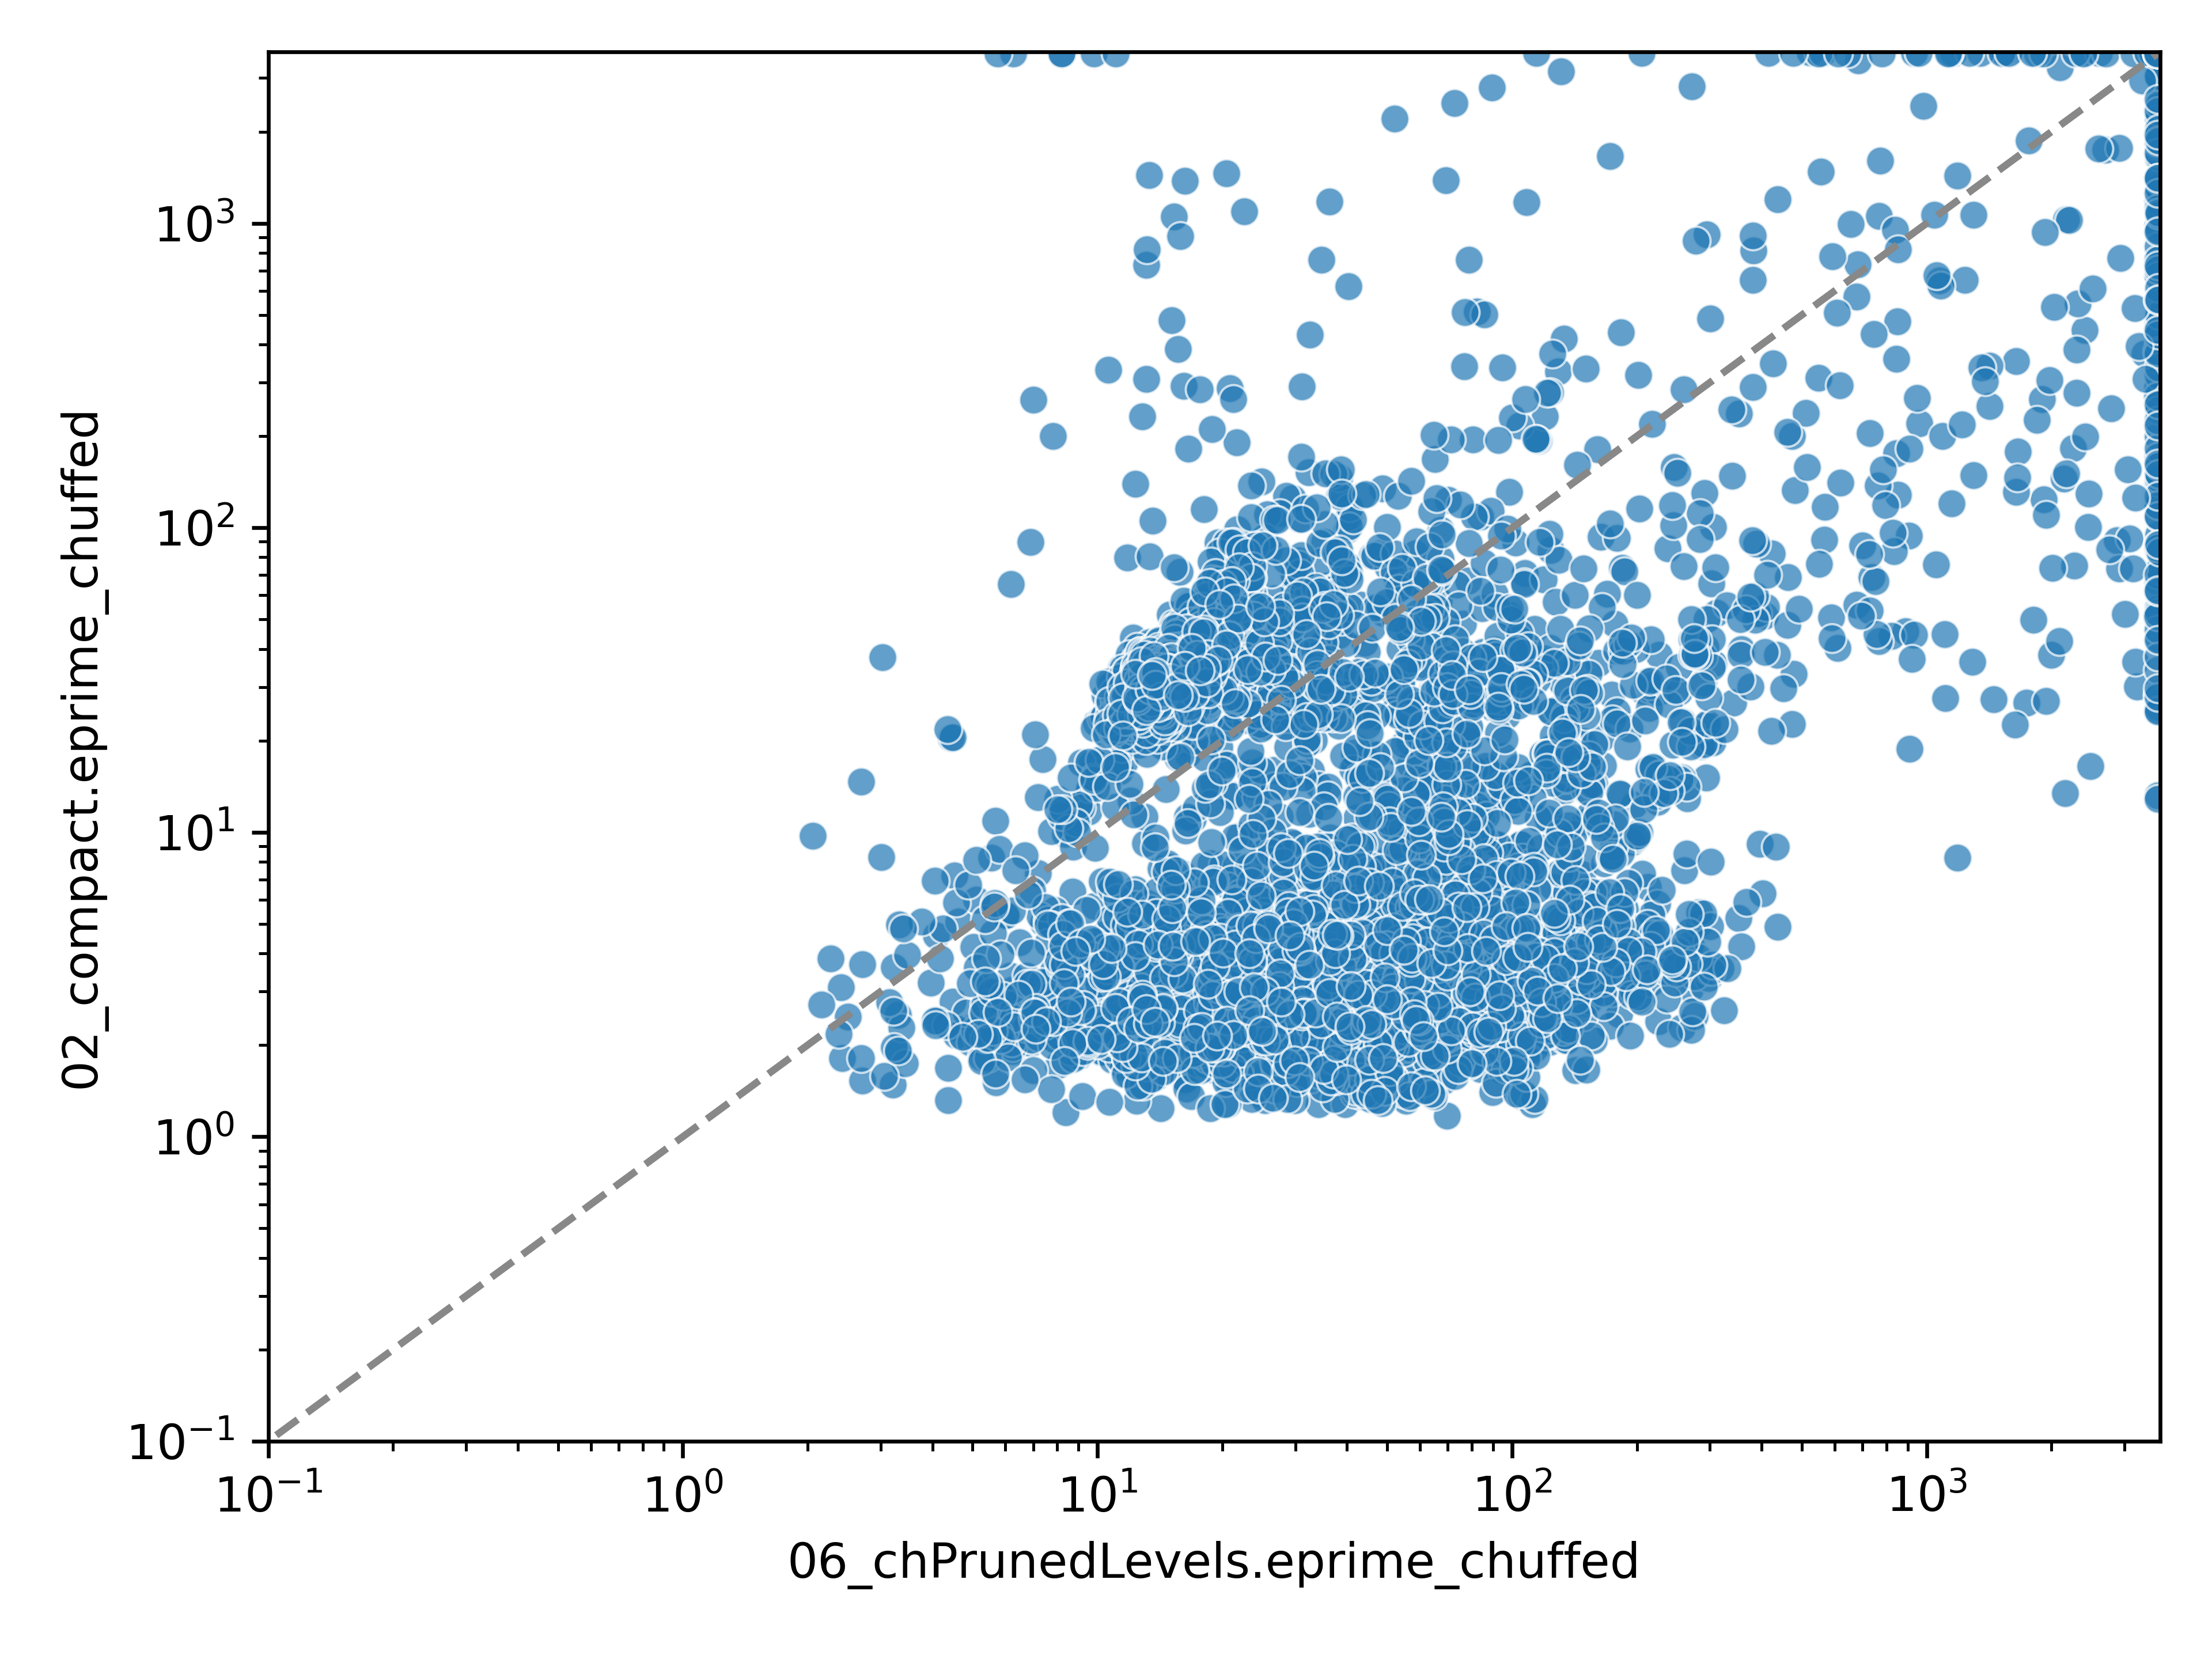 10³
10²
10¹
10⁰
10⁻¹
02_compact.eprime_chuffed
10⁻¹ 10⁰ 10¹ 10² 10³
06_chPrunedLevels.eprime_chuffed